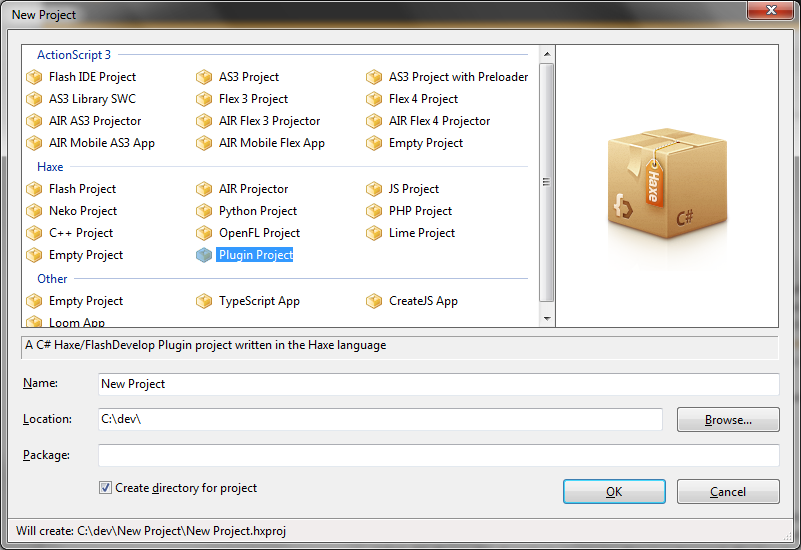 New Project
ActionScript 3
Flash IDE Project AS3 Project AS3 Project with Preloader
AS3 Library SWC Flex 3 Project Flex 4 Project
AIR AS3 Projector AIR Flex 3 Projector AIR Flex 4 Projector
AIR Mobile AS3 App AIR Mobile Flex App Empty Project
Haxe
Flash Project AIR Projector JS Project
Neko Project Python Project PHP Project
C++ Project OpenFL Project Lime Project
Empty Project Plugin Project
Other
Empty Project TypeScript App CreateJS App
Loom App
Haxe
C#
A C# Haxe/FlashDevelop Plugin project written in the Haxe language
Name: New Project
Location: C:\dev\ Browse...
Package:
Create directory for project OK Cancel
Will create: C:\dev\New Project\New Project.hxproj